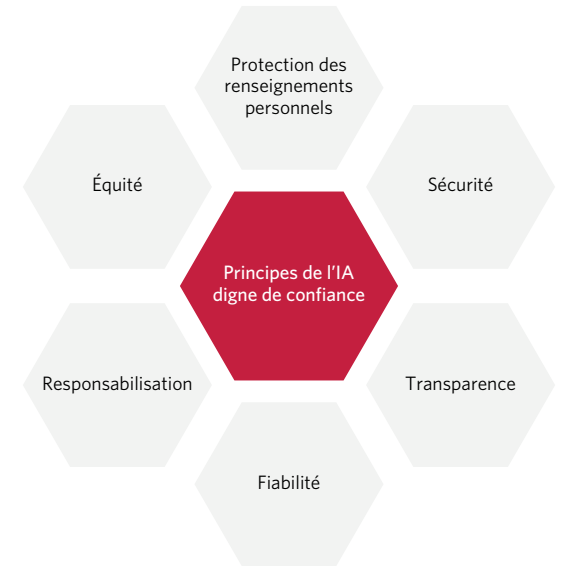 Protection des
renseignements
personnels
Équité
Sécurité
Principes de l'IA
digne de confiance
Responsabilisation
Transparence
Fiabilité